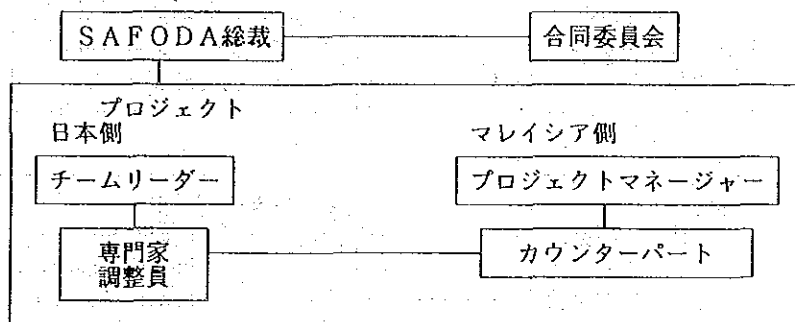 SAFODA総裁
合同委員会
プロジェクト
日本側
マレイシア側
チームリーダー
プロジェクトマネージャー
専門家
調整員
カウンターパート